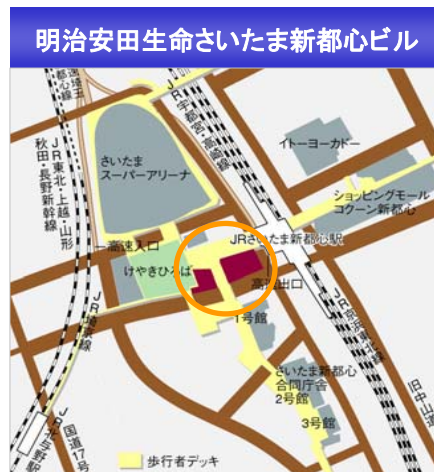 明治安田生命さいたま新都心ビル
JR東北・上越・山形
秋田・長野新幹線
JR宇都宮・高崎線
さいたま
スーパーアリーナ
イトーヨーカドー
ショッピングモール
コクーン新都心
JRさいたま新都心駅
高速入口
けやきひろば
高速出口
1号館
さいたま新都心
合同庁舎
2号館
3号館
JR埼京線
JR京浜東北線
旧中山道
国道17号
歩行者デッキ